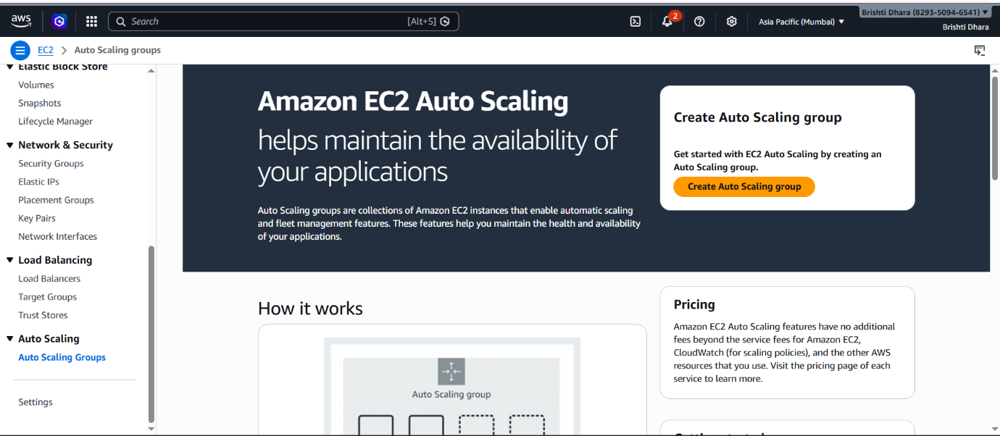 aws
Search
[Alt+S]
2
Asia Pacific (Mumbai) ▼
Brishti Dhara (8293-5094-6541) ▼
Brishti Dhara
EC2
Auto Scaling groups
Elastic Block Store
Volumes
Snapshots
Lifecycle Manager
Network & Security
Security Groups
Elastic IPs
Placement Groups
Key Pairs
Network Interfaces
Load Balancing
Load Balancers
Target Groups
Trust Stores
Auto Scaling
Auto Scaling Groups
Settings
Amazon EC2 Auto Scaling
helps maintain the availability of
your applications
Auto Scaling groups are collections of Amazon EC2 instances that enable automatic scaling
and fleet management features. These features help you maintain the health and availability
of your applications.
Create Auto Scaling group
Get started with EC2 Auto Scaling by creating an
Auto Scaling group.
Create Auto Scaling group
How it works
Auto Scaling group
Pricing
Amazon EC2 Auto Scaling features have no additional
fees beyond the service fees for Amazon EC2,
CloudWatch (for scaling policies), and the other AWS
resources that you use. Visit the pricing page of each
service to learn more.